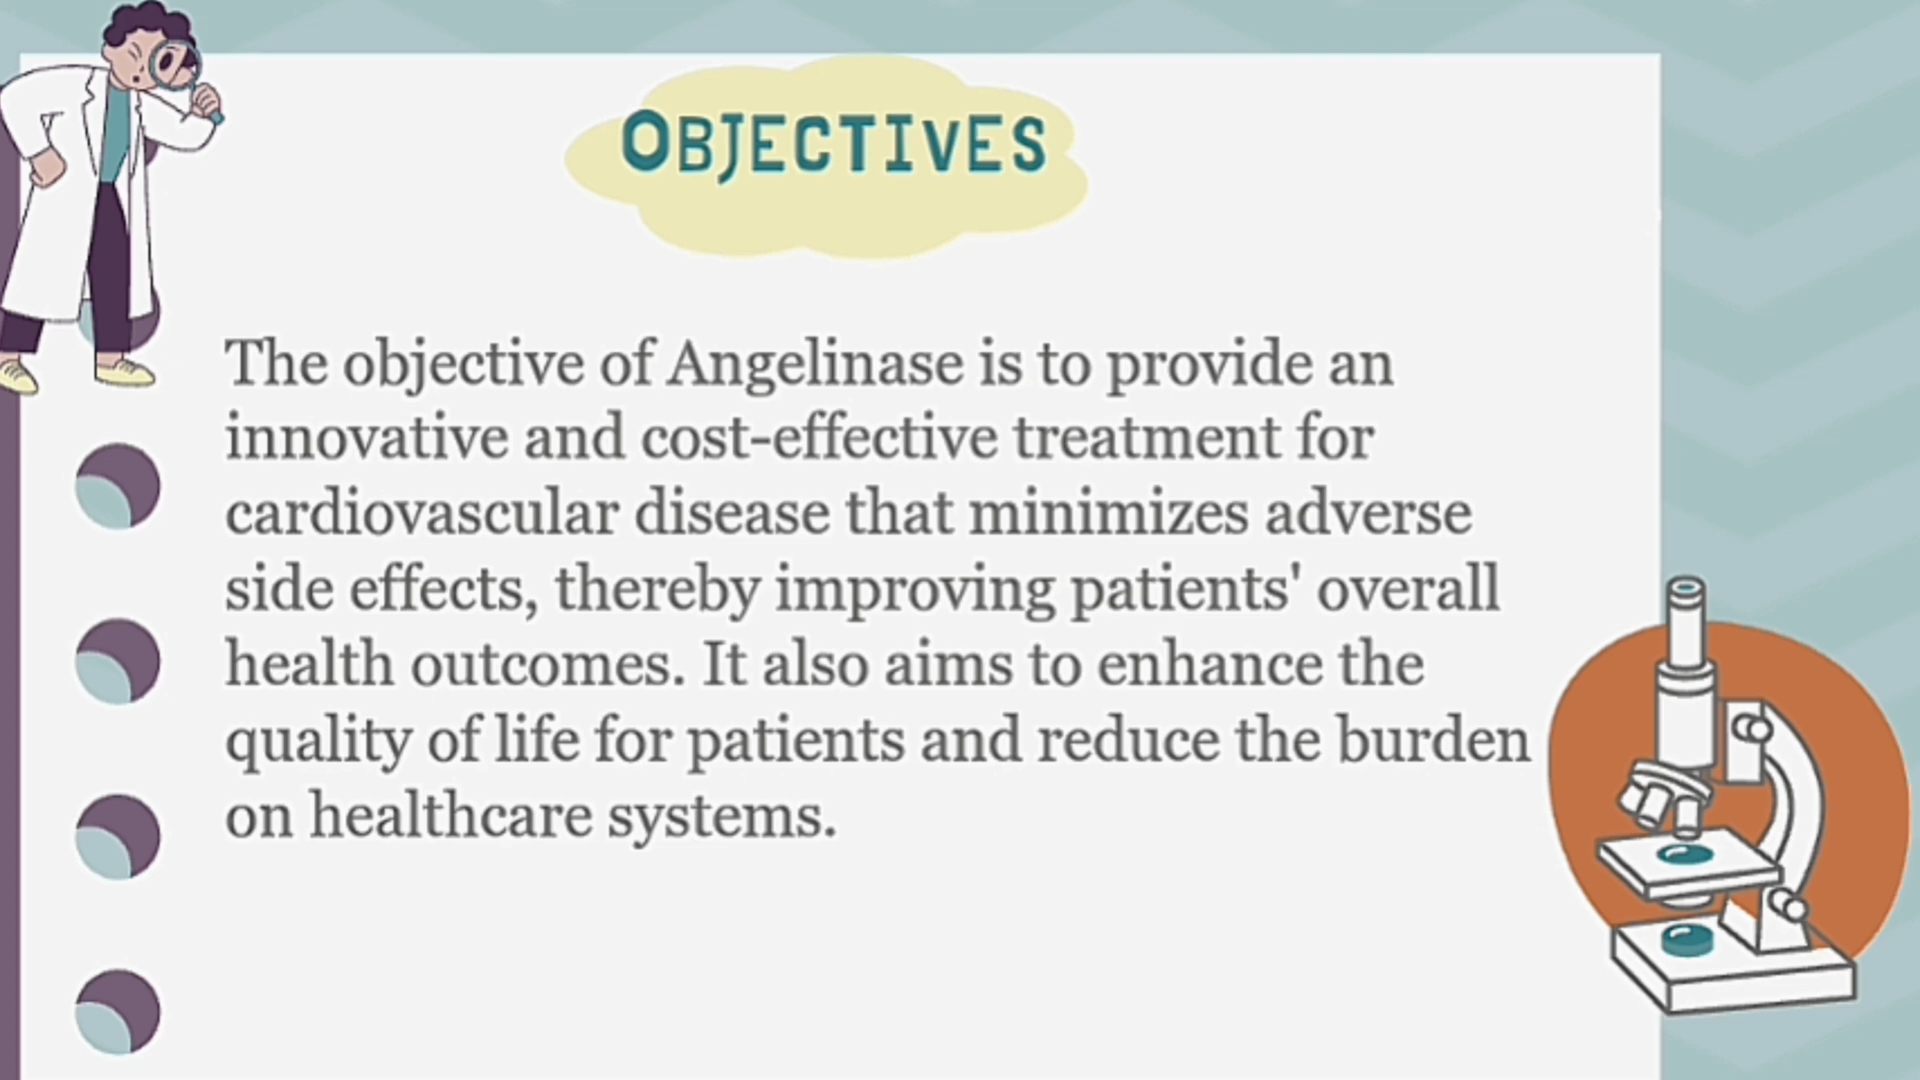 OBJECTIVES
The objective of Angelinase is to provide an
innovative and cost-effective treatment for
cardiovascular disease that minimizes adverse
side effects, thereby improving patients' overall
health outcomes. It also aims to enhance the
quality of life for patients and reduce the burden
on healthcare systems.